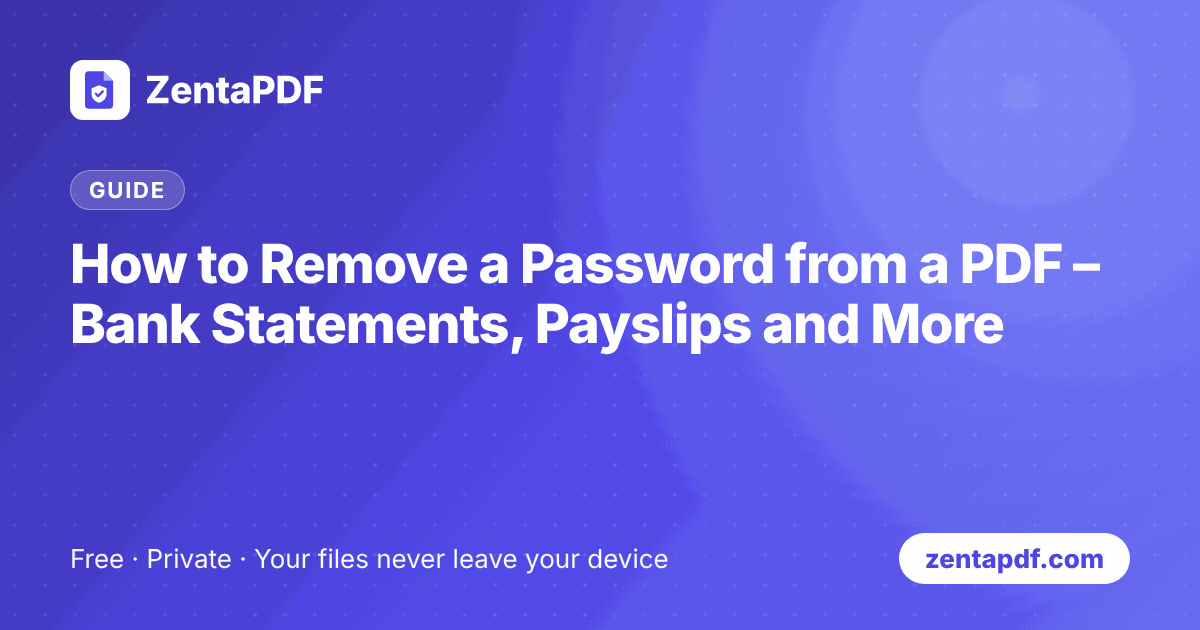 ZentaPDF
GUIDE
How to Remove a Password from a PDF –
Bank Statements, Payslips and More
Free · Private · Your files never leave your device
zentapdf.com